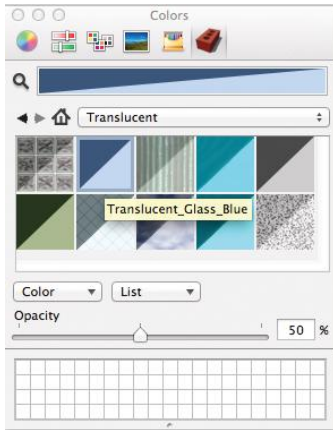 Colors
Translucent
Translucent_Glass_Blue
Color
List
Opacity
50 %